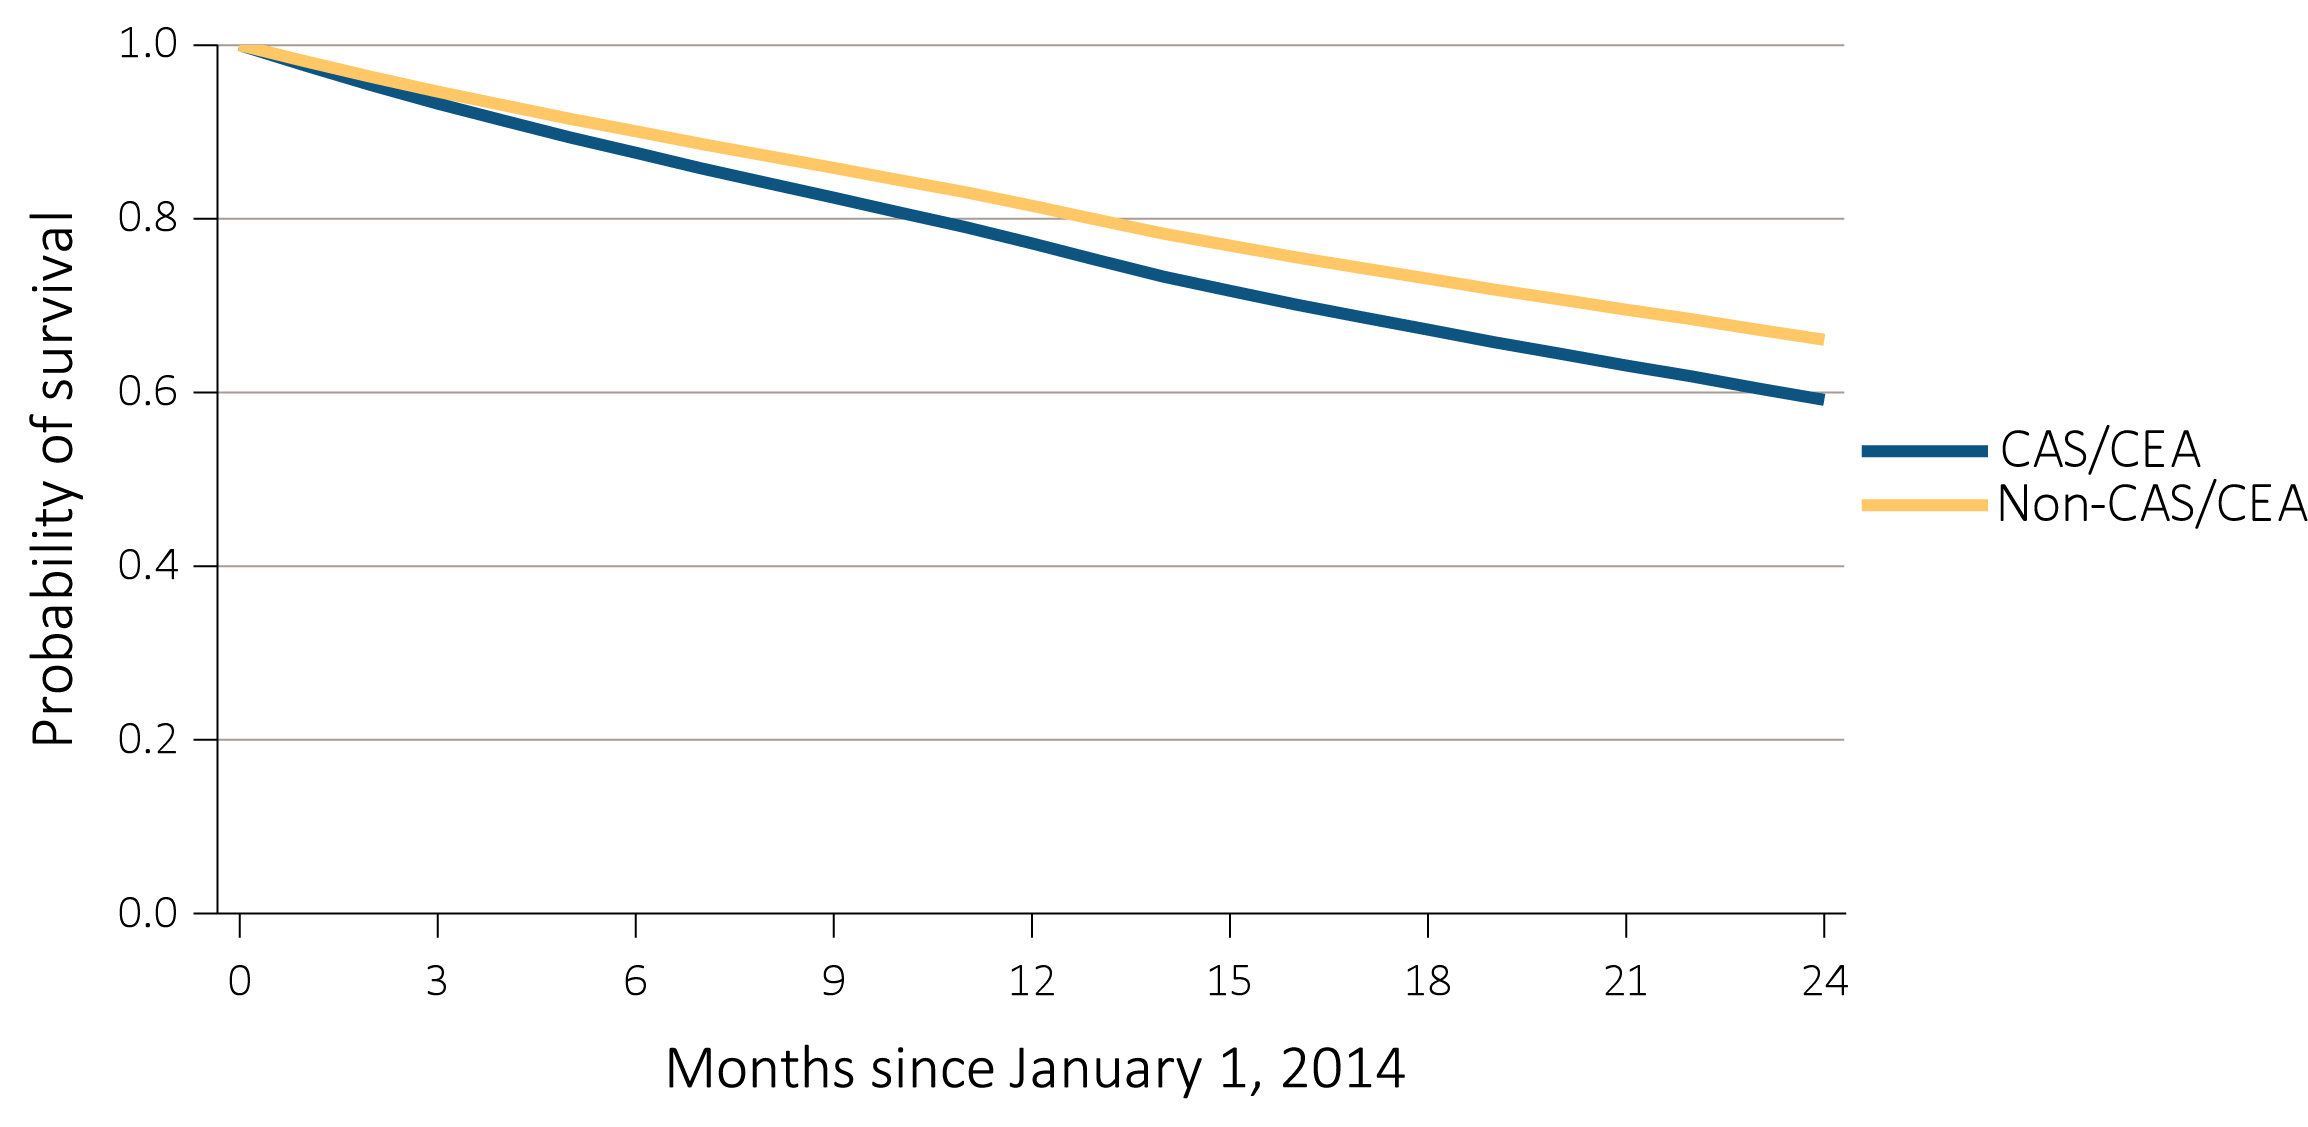 Probability of survival
1.0
0.8
0.6
0.4
0.2
0.0
0 3 6 9 12 15 18 21 24
Months since January 1, 2014
CAS/CEA
Non-CAS/CEA